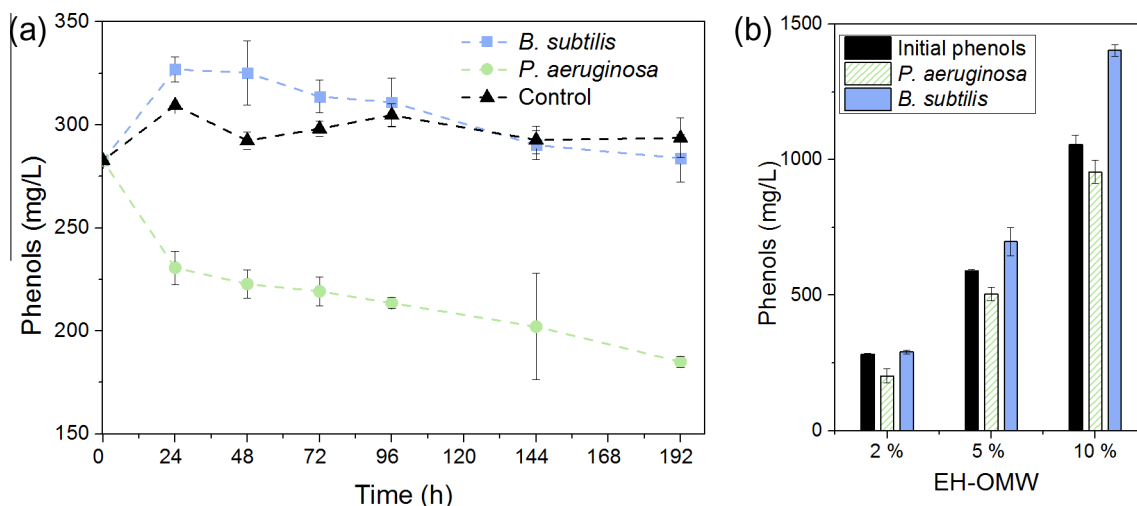 (a)
350
300
250
200
150
Phenols (mg/L)
B. subtilis
P. aeruginosa
Control
0 24 48 72 96 120 144 168 192
Time (h)
(b)
1500
1000
500
0
Phenols (mg/L)
Initial phenols
P. aeruginosa
B. subtilis
2 % 5 % 10 %
EH-OMW